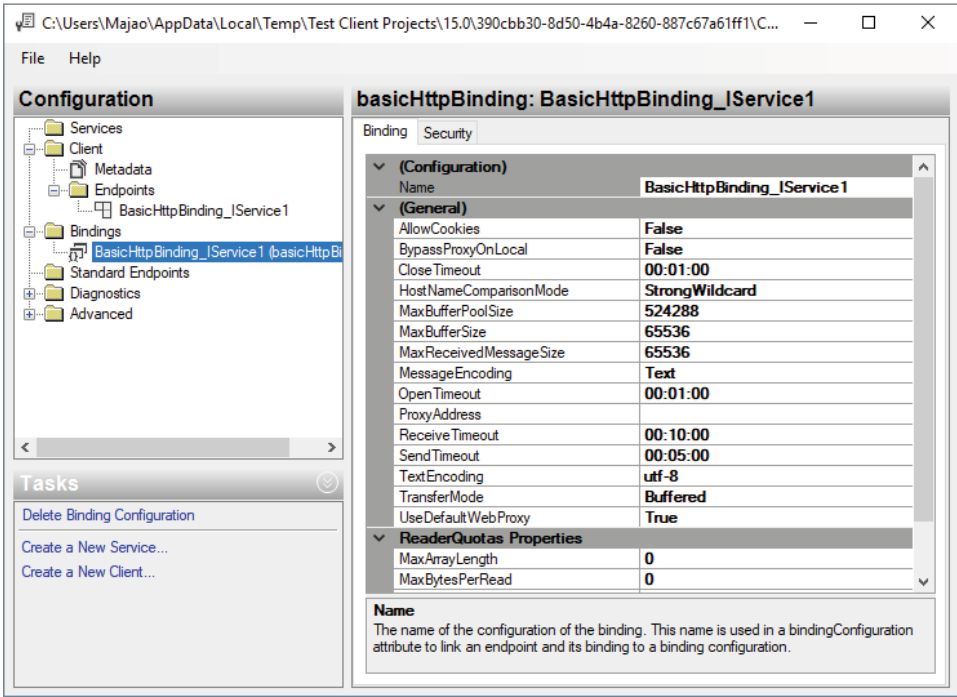 C:\Users\Majao\AppData\Local\Temp\Test Client Projects\15.0\390cbb30-8d50-4b4a-8260-887c67a61ff1\C...
File Help
Configuration
Services
Client
Metadata
Endpoints
BasicHttpBinding_IService1
Bindings
BasicHttpBinding_IService1 (basicHttpBi
Standard Endpoints
Diagnostics
Advanced
Tasks
Delete Binding Configuration
Create a New Service...
Create a New Client...
basicHttpBinding: BasicHttpBinding_IService1
Binding Security
(Configuration)
Name BasicHttpBinding_IService1
(General)
AllowCookies False
BypassProxyOnLocal False
CloseTimeout 00:01:00
HostNameComparisonMode StrongWildcard
MaxBufferPoolSize 524288
MaxBufferSize 65536
MaxReceivedMessageSize 65536
MessageEncoding Text
OpenTimeout 00:01:00
ProxyAddress
ReceiveTimeout 00:10:00
SendTimeout 00:05:00
TextEncoding utf-8
TransferMode Buffered
UseDefaultWebProxy True
ReaderQuotas Properties
MaxArrayLength 0
MaxBytesPerRead 0
Name
The name of the configuration of the binding. This name is used in a bindingConfiguration
attribute to link an endpoint and its binding to a binding configuration.